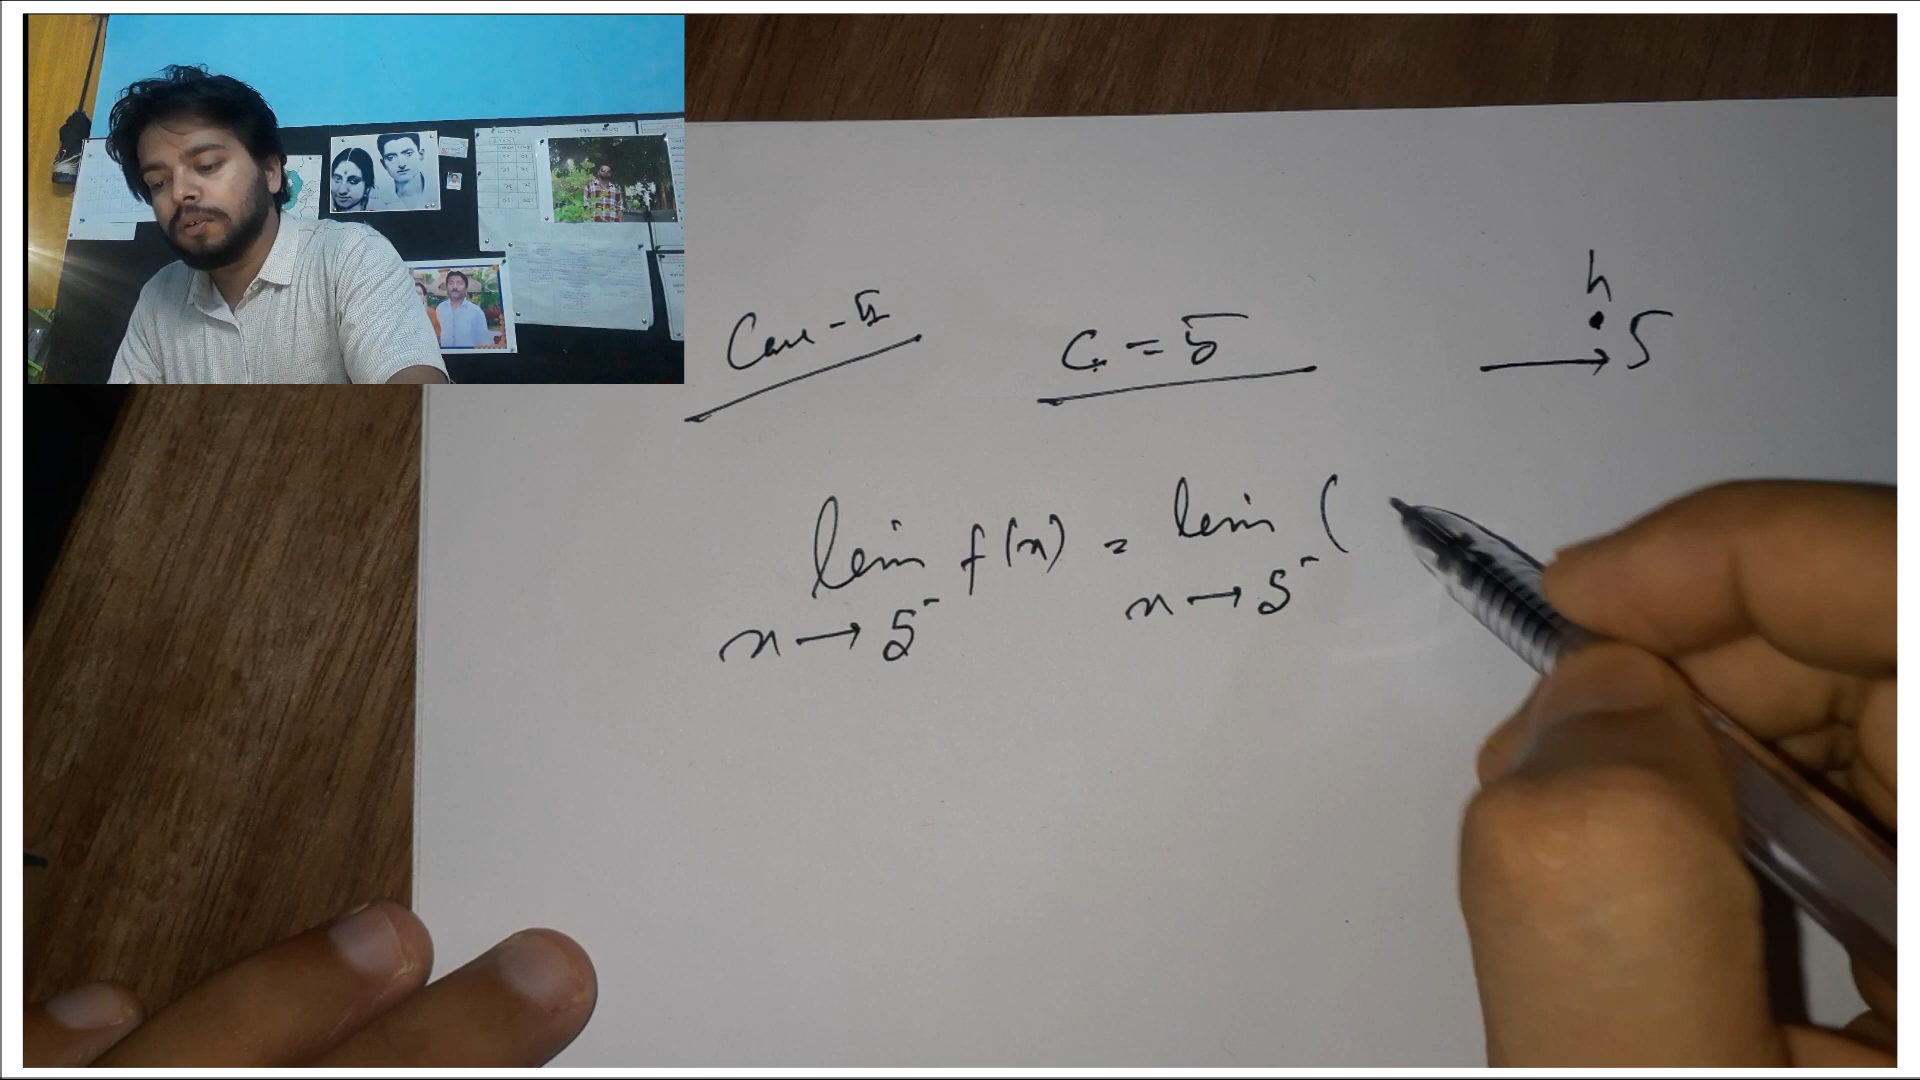 Case - II
C = 5
h
5
lim f(x) = lim (
x → 5⁻ x → 5⁻